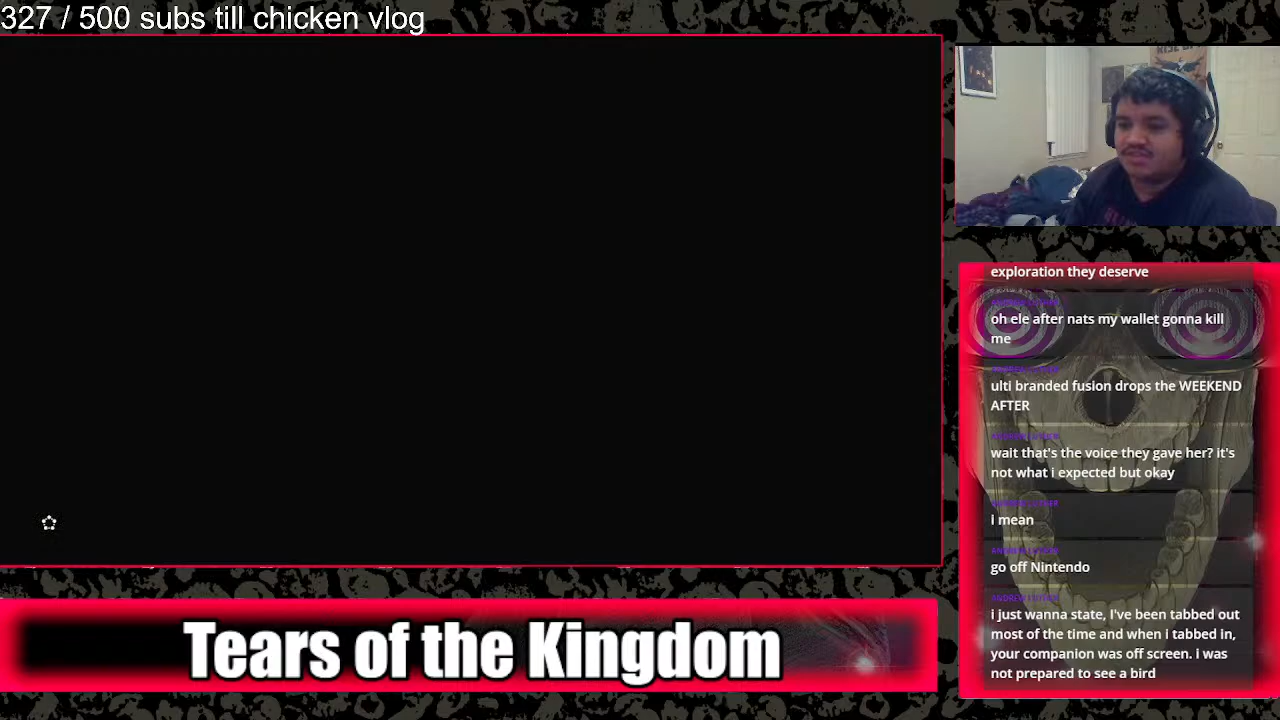 327 / 500 subs till chicken vlog
exploration they deserve
oh ele after nats my wallet gonna kill
me
ulti branded fusion drops the WEEKEND
AFTER
wait that's the voice they gave her? it's
not what i expected but okay
i mean
go off Nintendo
i just wanna state, I've been tabbed out
most of the time and when i tabbed in,
your companion was off screen. i was
not prepared to see a bird
Tears of the Kingdom